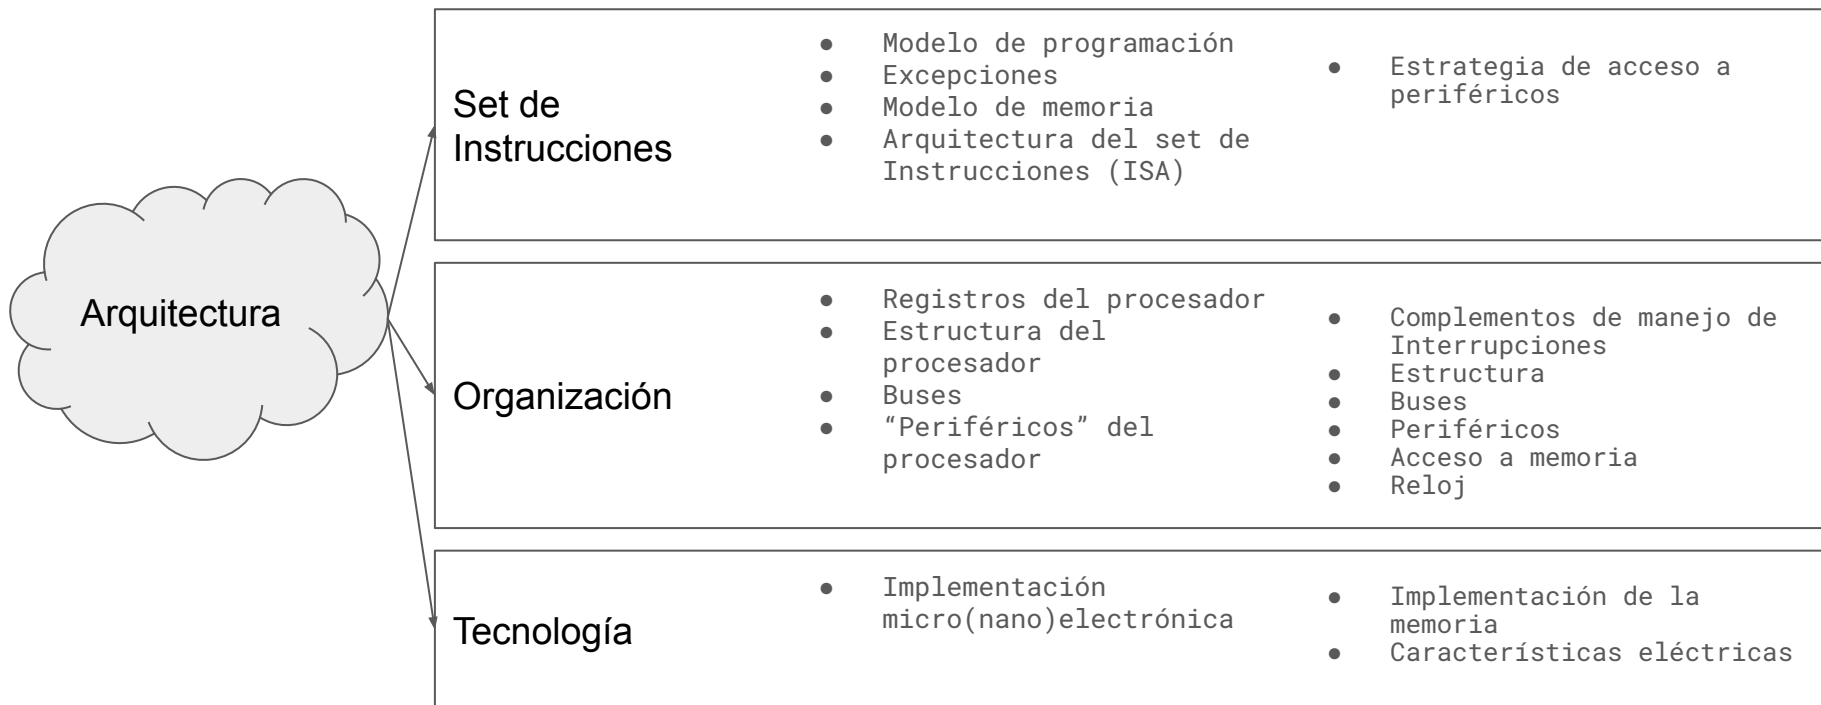 Arquitectura
Set de
Instrucciones
● Modelo de programación
● Excepciones
● Modelo de memoria
● Arquitectura del set de
Instrucciones (ISA)
● Estrategia de acceso a
periféricos
Organización
● Registros del procesador
● Estructura del
procesador
● Buses
● “Periféricos” del
procesador
● Complementos de manejo de
Interrupciones
● Estructura
● Buses
● Periféricos
● Acceso a memoria
● Reloj
Tecnología
● Implementación
micro(nano)electrónica
● Implementación de la
memoria
● Características eléctricas